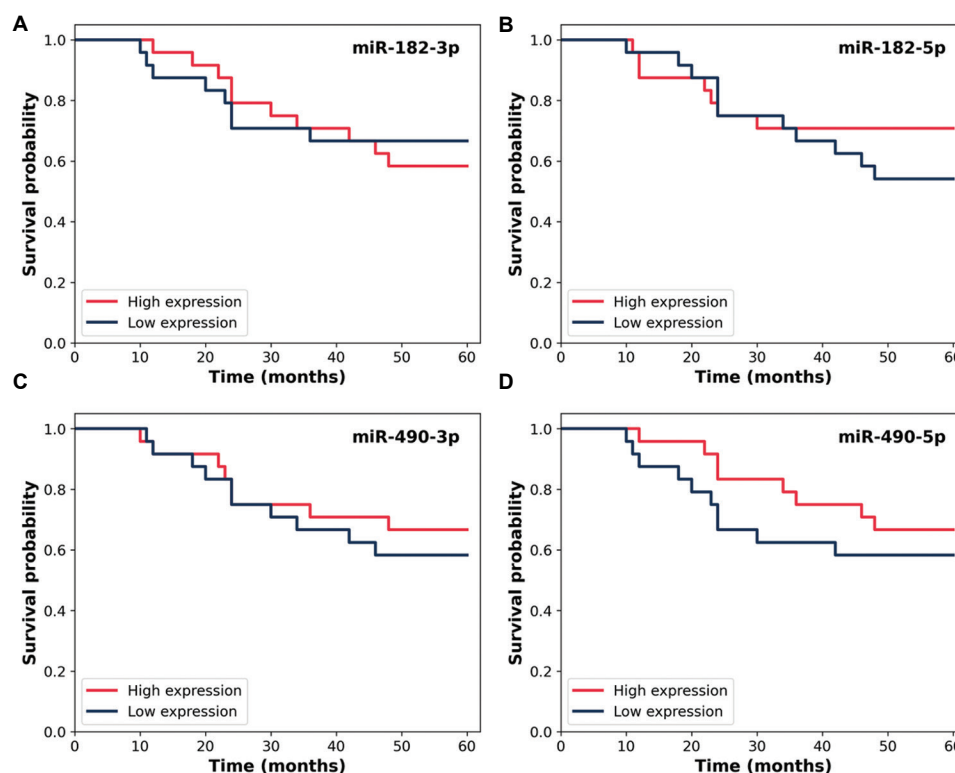 A
miR-182-3p
1.0
0.8
0.6
0.4
0.2
0.0
Survival probability
High expression
Low expression
0 10 20 30 40 50 60
Time (months)
B
miR-182-5p
1.0
0.8
0.6
0.4
0.2
0.0
Survival probability
High expression
Low expression
0 10 20 30 40 50 60
Time (months)
C
miR-490-3p
1.0
0.8
0.6
0.4
0.2
0.0
Survival probability
High expression
Low expression
0 10 20 30 40 50 60
Time (months)
D
miR-490-5p
1.0
0.8
0.6
0.4
0.2
0.0
Survival probability
High expression
Low expression
0 10 20 30 40 50 60
Time (months)